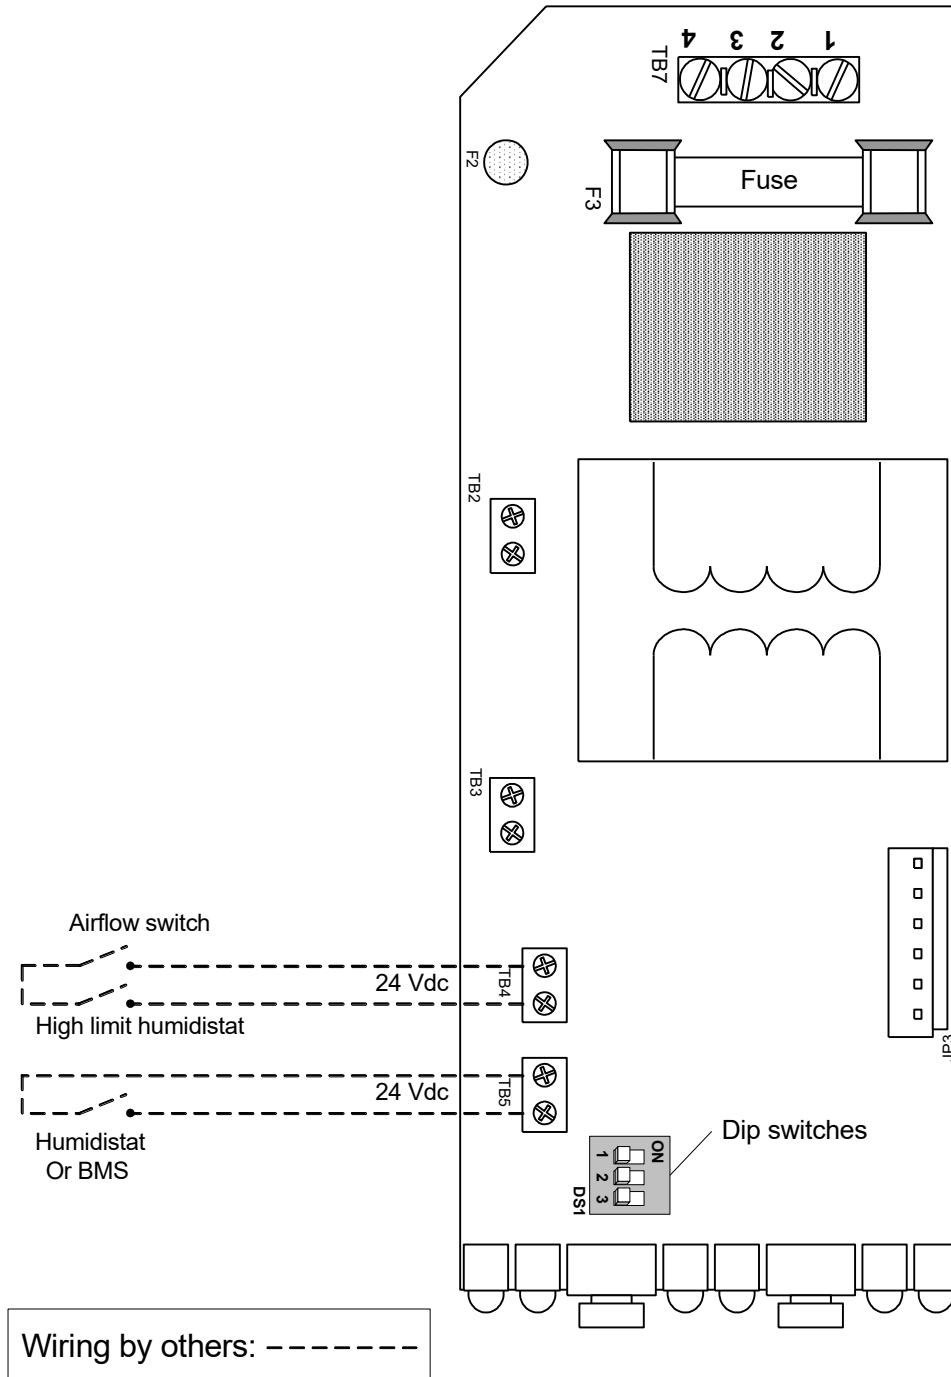 4 3 2 1
TB7
F2
F3
Fuse
TB2
TB3
Airflow switch
24 Vdc
TB4
High limit humidistat
JP3
24 Vdc
TB5
Humidistat
Or BMS
Dip switches
ON
1
2
3
DS1
Wiring by others: